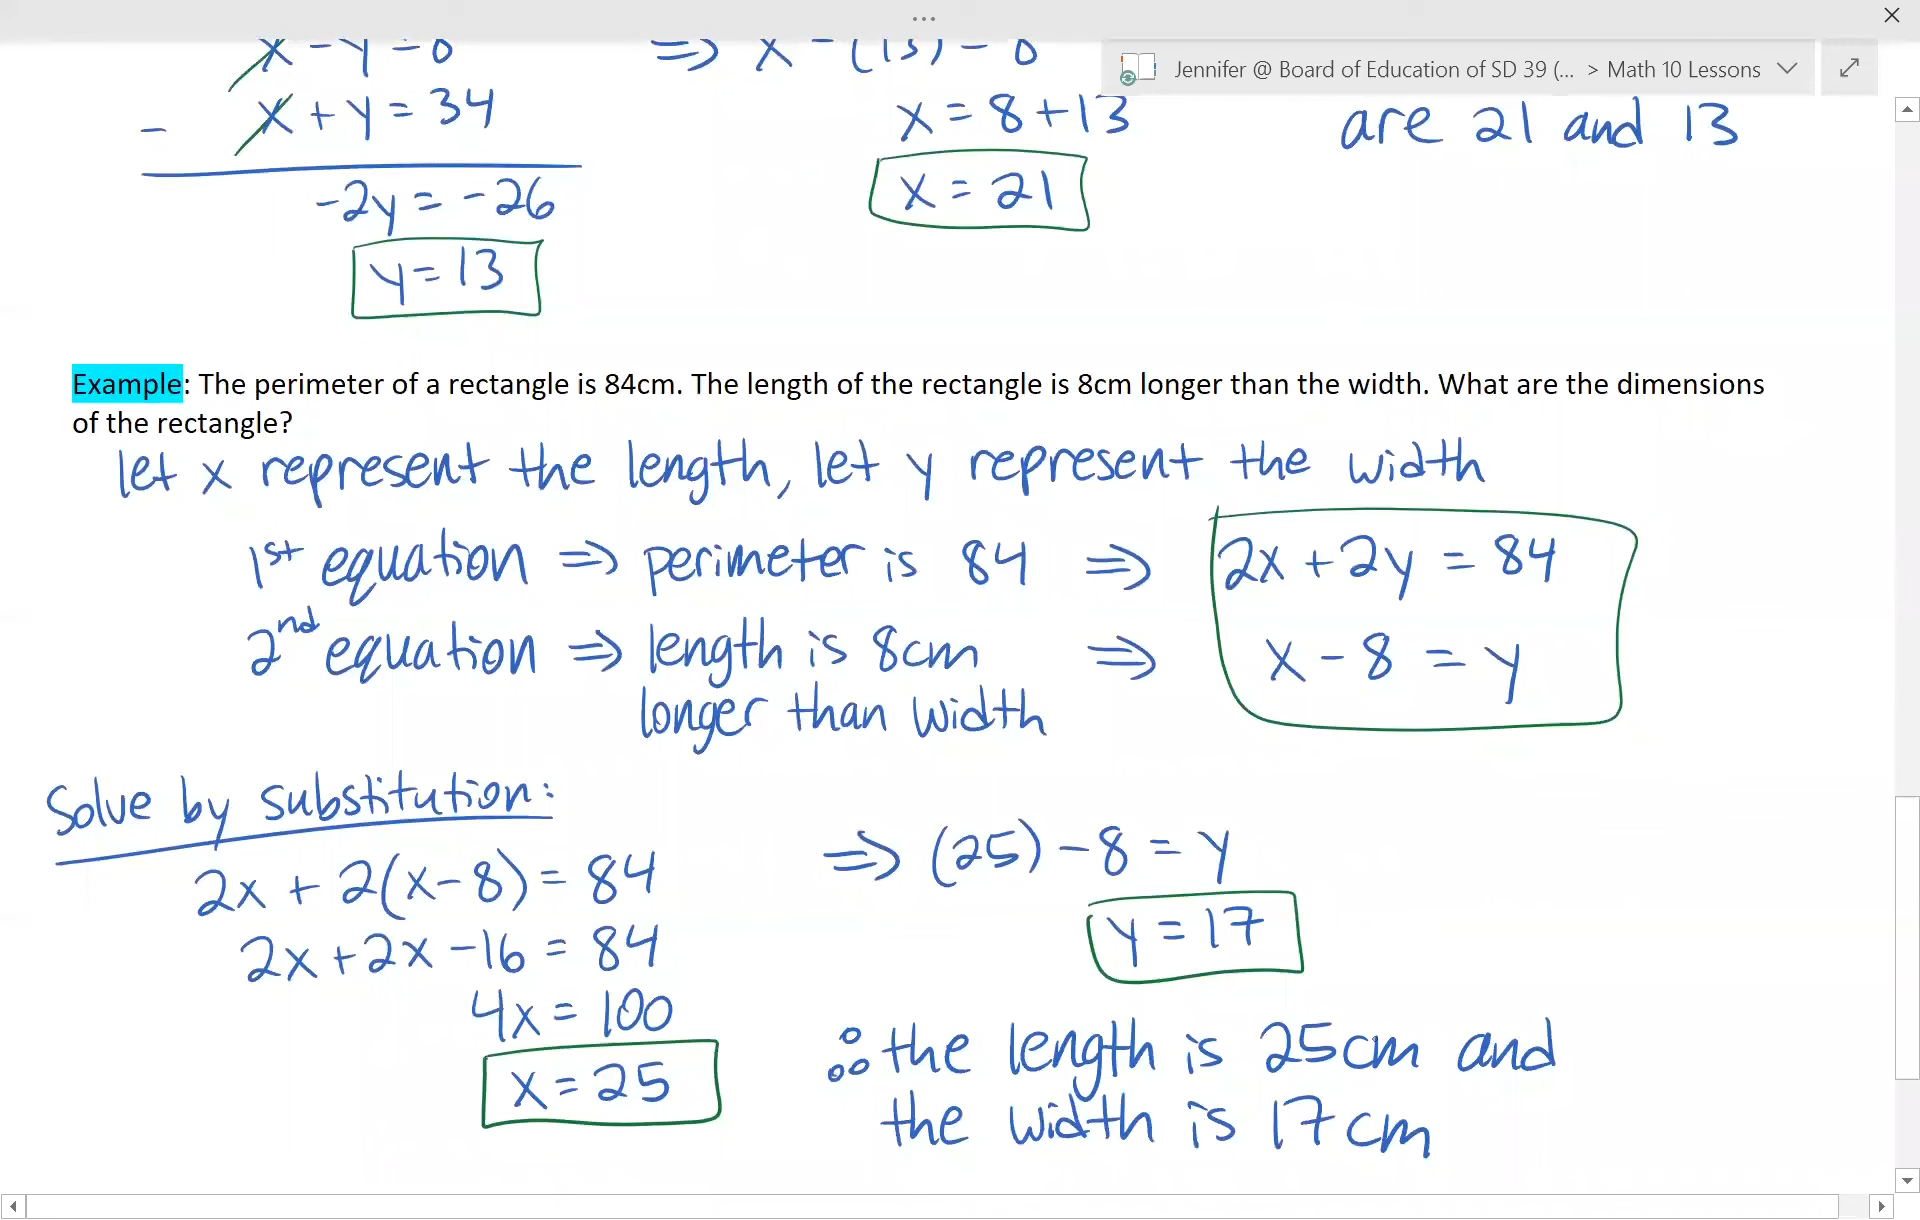 x - y = 8
⇒ x - (13) = 8
Jennifer @ Board of Education of SD 39 (... > Math 10 Lessons
- x + y = 34
x = 8 + 13
are 21 and 13
-2y = -26
x = 21
y = 13
Example: The perimeter of a rectangle is 84cm. The length of the rectangle is 8cm longer than the width. What are the dimensions
of the rectangle?
let x represent the length, let y represent the width
1st equation ⇒ perimeter is 84 ⇒ 2x + 2y = 84
2nd equation ⇒ length is 8cm ⇒ x - 8 = y
longer than width
Solve by substitution:
2x + 2(x-8) = 84
2x + 2x - 16 = 84
4x = 100
x = 25
⇒ (25) - 8 = y
y = 17
∴ the length is 25cm and
the width is 17cm